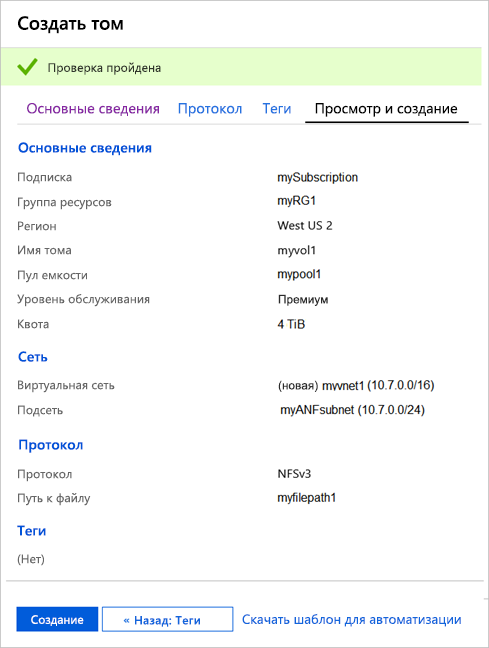 Создать том
Проверка пройдена
Основные сведения Протокол Теги Просмотр и создание
Основные сведения
Подписка mySubscription
Группа ресурсов myRG1
Регион West US 2
Имя тома myvol1
Пул емкости mypool1
Уровень обслуживания Премиум
Квота 4 TiB
Сеть
Виртуальная сеть (новая) myvnet1 (10.7.0.0/16)
Подсеть myANFsubnet (10.7.0.0/24)
Протокол
Протокол NFSv3
Путь к файлу myfilepath1
Теги
(Нет)
Создание « Назад: Теги Скачать шаблон для автоматизации